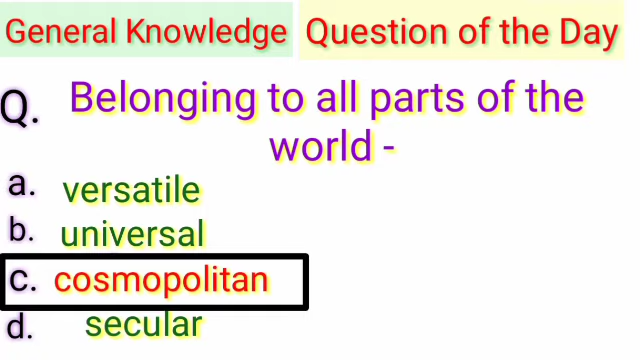 General Knowledge Question of the Day
Q. Belonging to all parts of the
world -
a. versatile
b. universal
c. cosmopolitan
d. secular